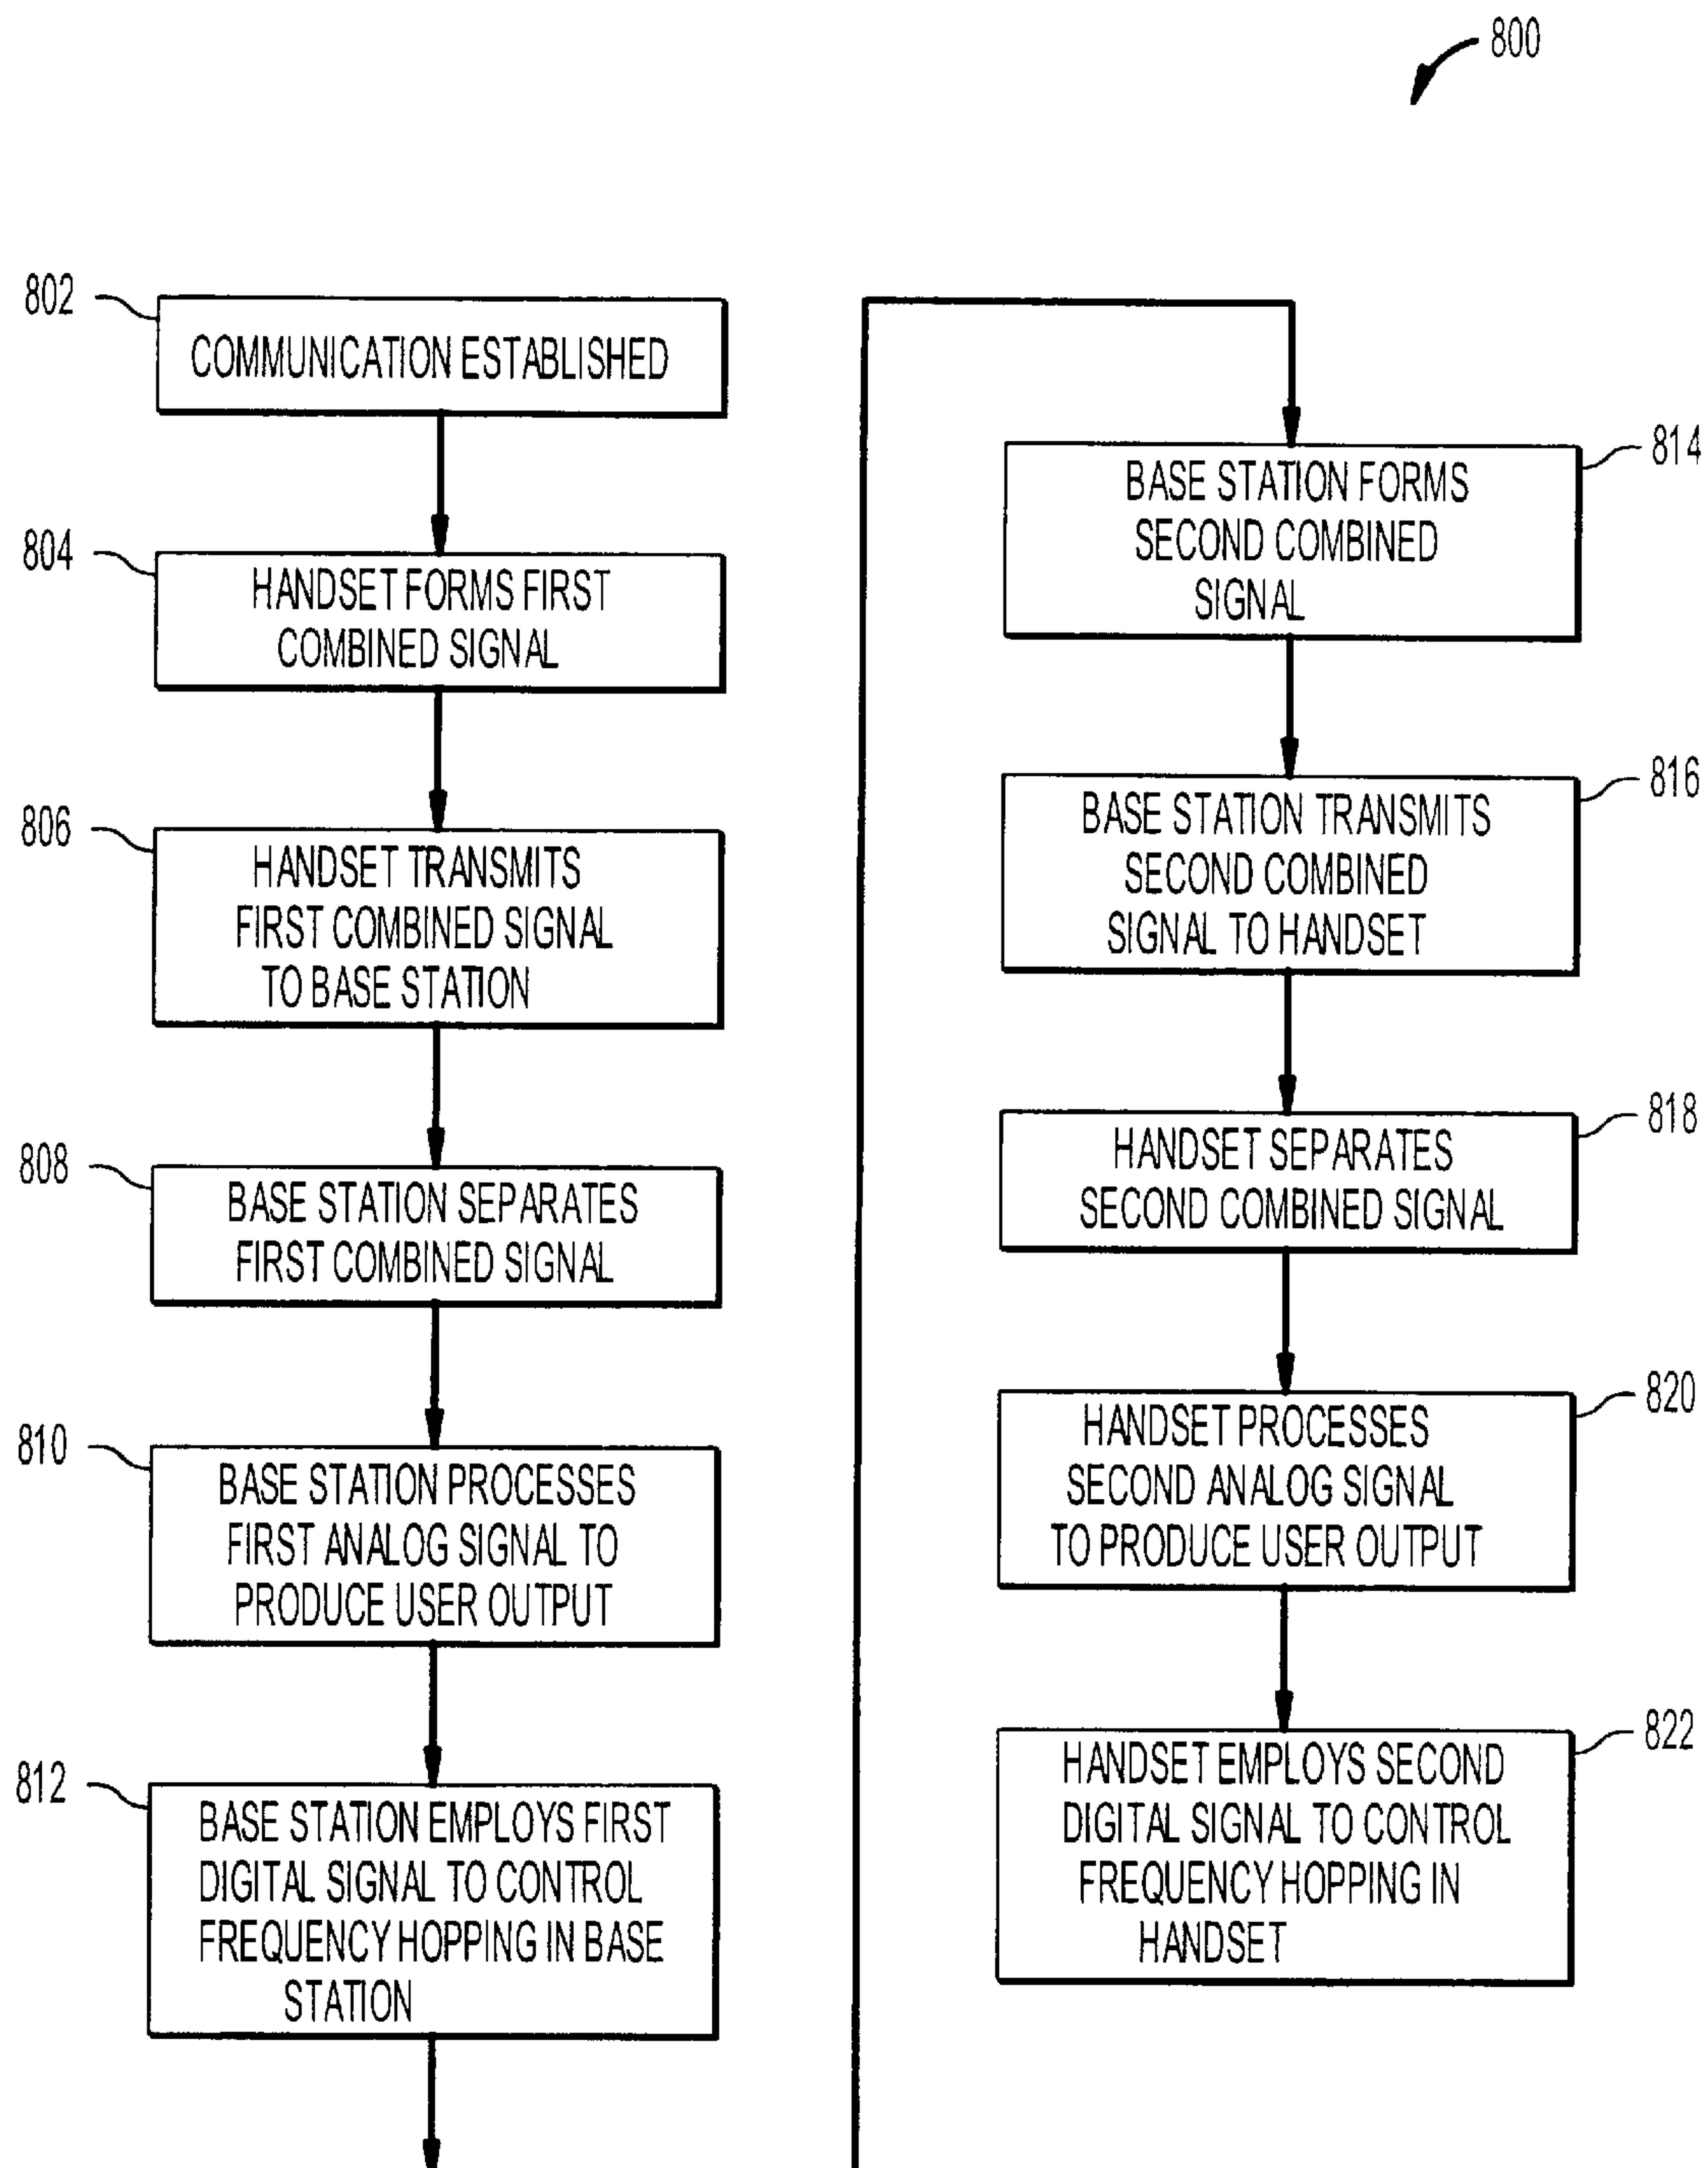 800
802
COMMUNICATION ESTABLISHED
804
HANDSET FORMS FIRST
COMBINED SIGNAL
806
HANDSET TRANSMITS
FIRST COMBINED SIGNAL
TO BASE STATION
808
BASE STATION SEPARATES
FIRST COMBINED SIGNAL
810
BASE STATION PROCESSES
FIRST ANALOG SIGNAL TO
PRODUCE USER OUTPUT
812
BASE STATION EMPLOYS FIRST
DIGITAL SIGNAL TO CONTROL
FREQUENCY HOPPING IN BASE
STATION
814
BASE STATION FORMS
SECOND COMBINED
SIGNAL
816
BASE STATION TRANSMITS
SECOND COMBINED
SIGNAL TO HANDSET
818
HANDSET SEPARATES
SECOND COMBINED SIGNAL
820
HANDSET PROCESSES
SECOND ANALOG SIGNAL
TO PRODUCE USER OUTPUT
822
HANDSET EMPLOYS SECOND
DIGITAL SIGNAL TO CONTROL
FREQUENCY HOPPING IN
HANDSET